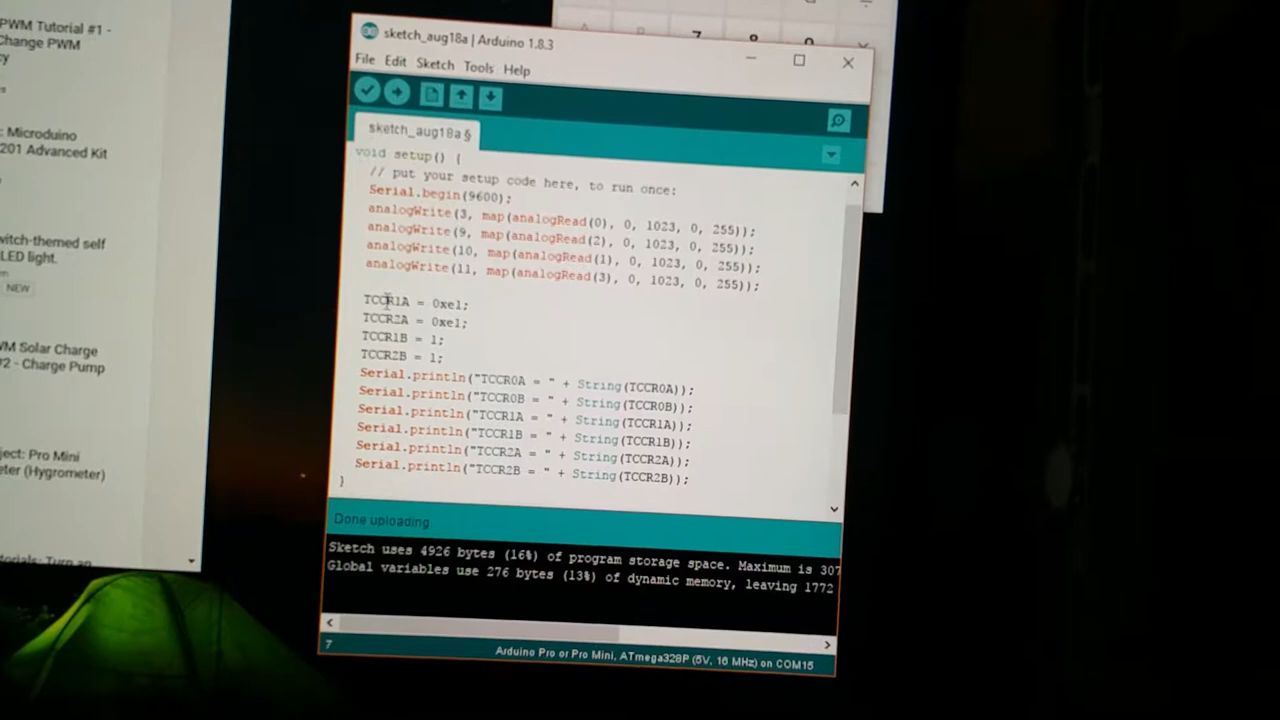 PWM Tutorial #1 -
Change PWM
Microduino
201 Advanced Kit
witch-themed self
LED light.
NEW
WM Solar Charge
#2 - Charge Pump
ject: Pro Mini
eter (Hygrometer)
torials: Turn an
7 8 9
sketch_aug18a | Arduino 1.8.3
File Edit Sketch Tools Help
sketch_aug18a §
void setup() {
// put your setup code here, to run once:
Serial.begin(9600);
analogWrite(3, map(analogRead(0), 0, 1023, 0, 255));
analogWrite(9, map(analogRead(2), 0, 1023, 0, 255));
analogWrite(10, map(analogRead(1), 0, 1023, 0, 255));
analogWrite(11, map(analogRead(3), 0, 1023, 0, 255));
TCCR1A = 0xe1;
TCCR2A = 0xe1;
TCCR1B = 1;
TCCR2B = 1;
Serial.println("TCCR0A = " + String(TCCR0A));
Serial.println("TCCR0B = " + String(TCCR0B));
Serial.println("TCCR1A = " + String(TCCR1A));
Serial.println("TCCR1B = " + String(TCCR1B));
Serial.println("TCCR2A = " + String(TCCR2A));
Serial.println("TCCR2B = " + String(TCCR2B));
}
Done uploading
Sketch uses 4926 bytes (16%) of program storage space. Maximum is 307
Global variables use 276 bytes (13%) of dynamic memory, leaving 1772
7
Arduino Pro or Pro Mini, ATmega328P (5V, 16 MHz) on COM15